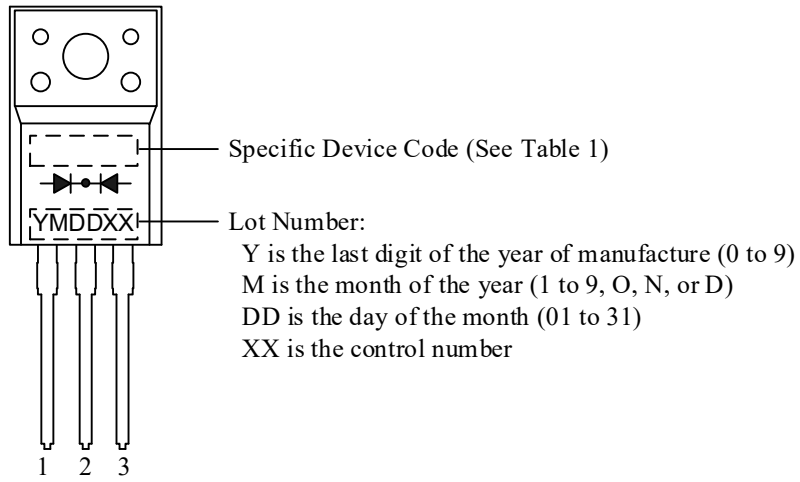 Specific Device Code (See Table 1)
YMDDXX
Lot Number:
Y is the last digit of the year of manufacture (0 to 9)
M is the month of the year (1 to 9, O, N, or D)
DD is the day of the month (01 to 31)
XX is the control number
1 2 3